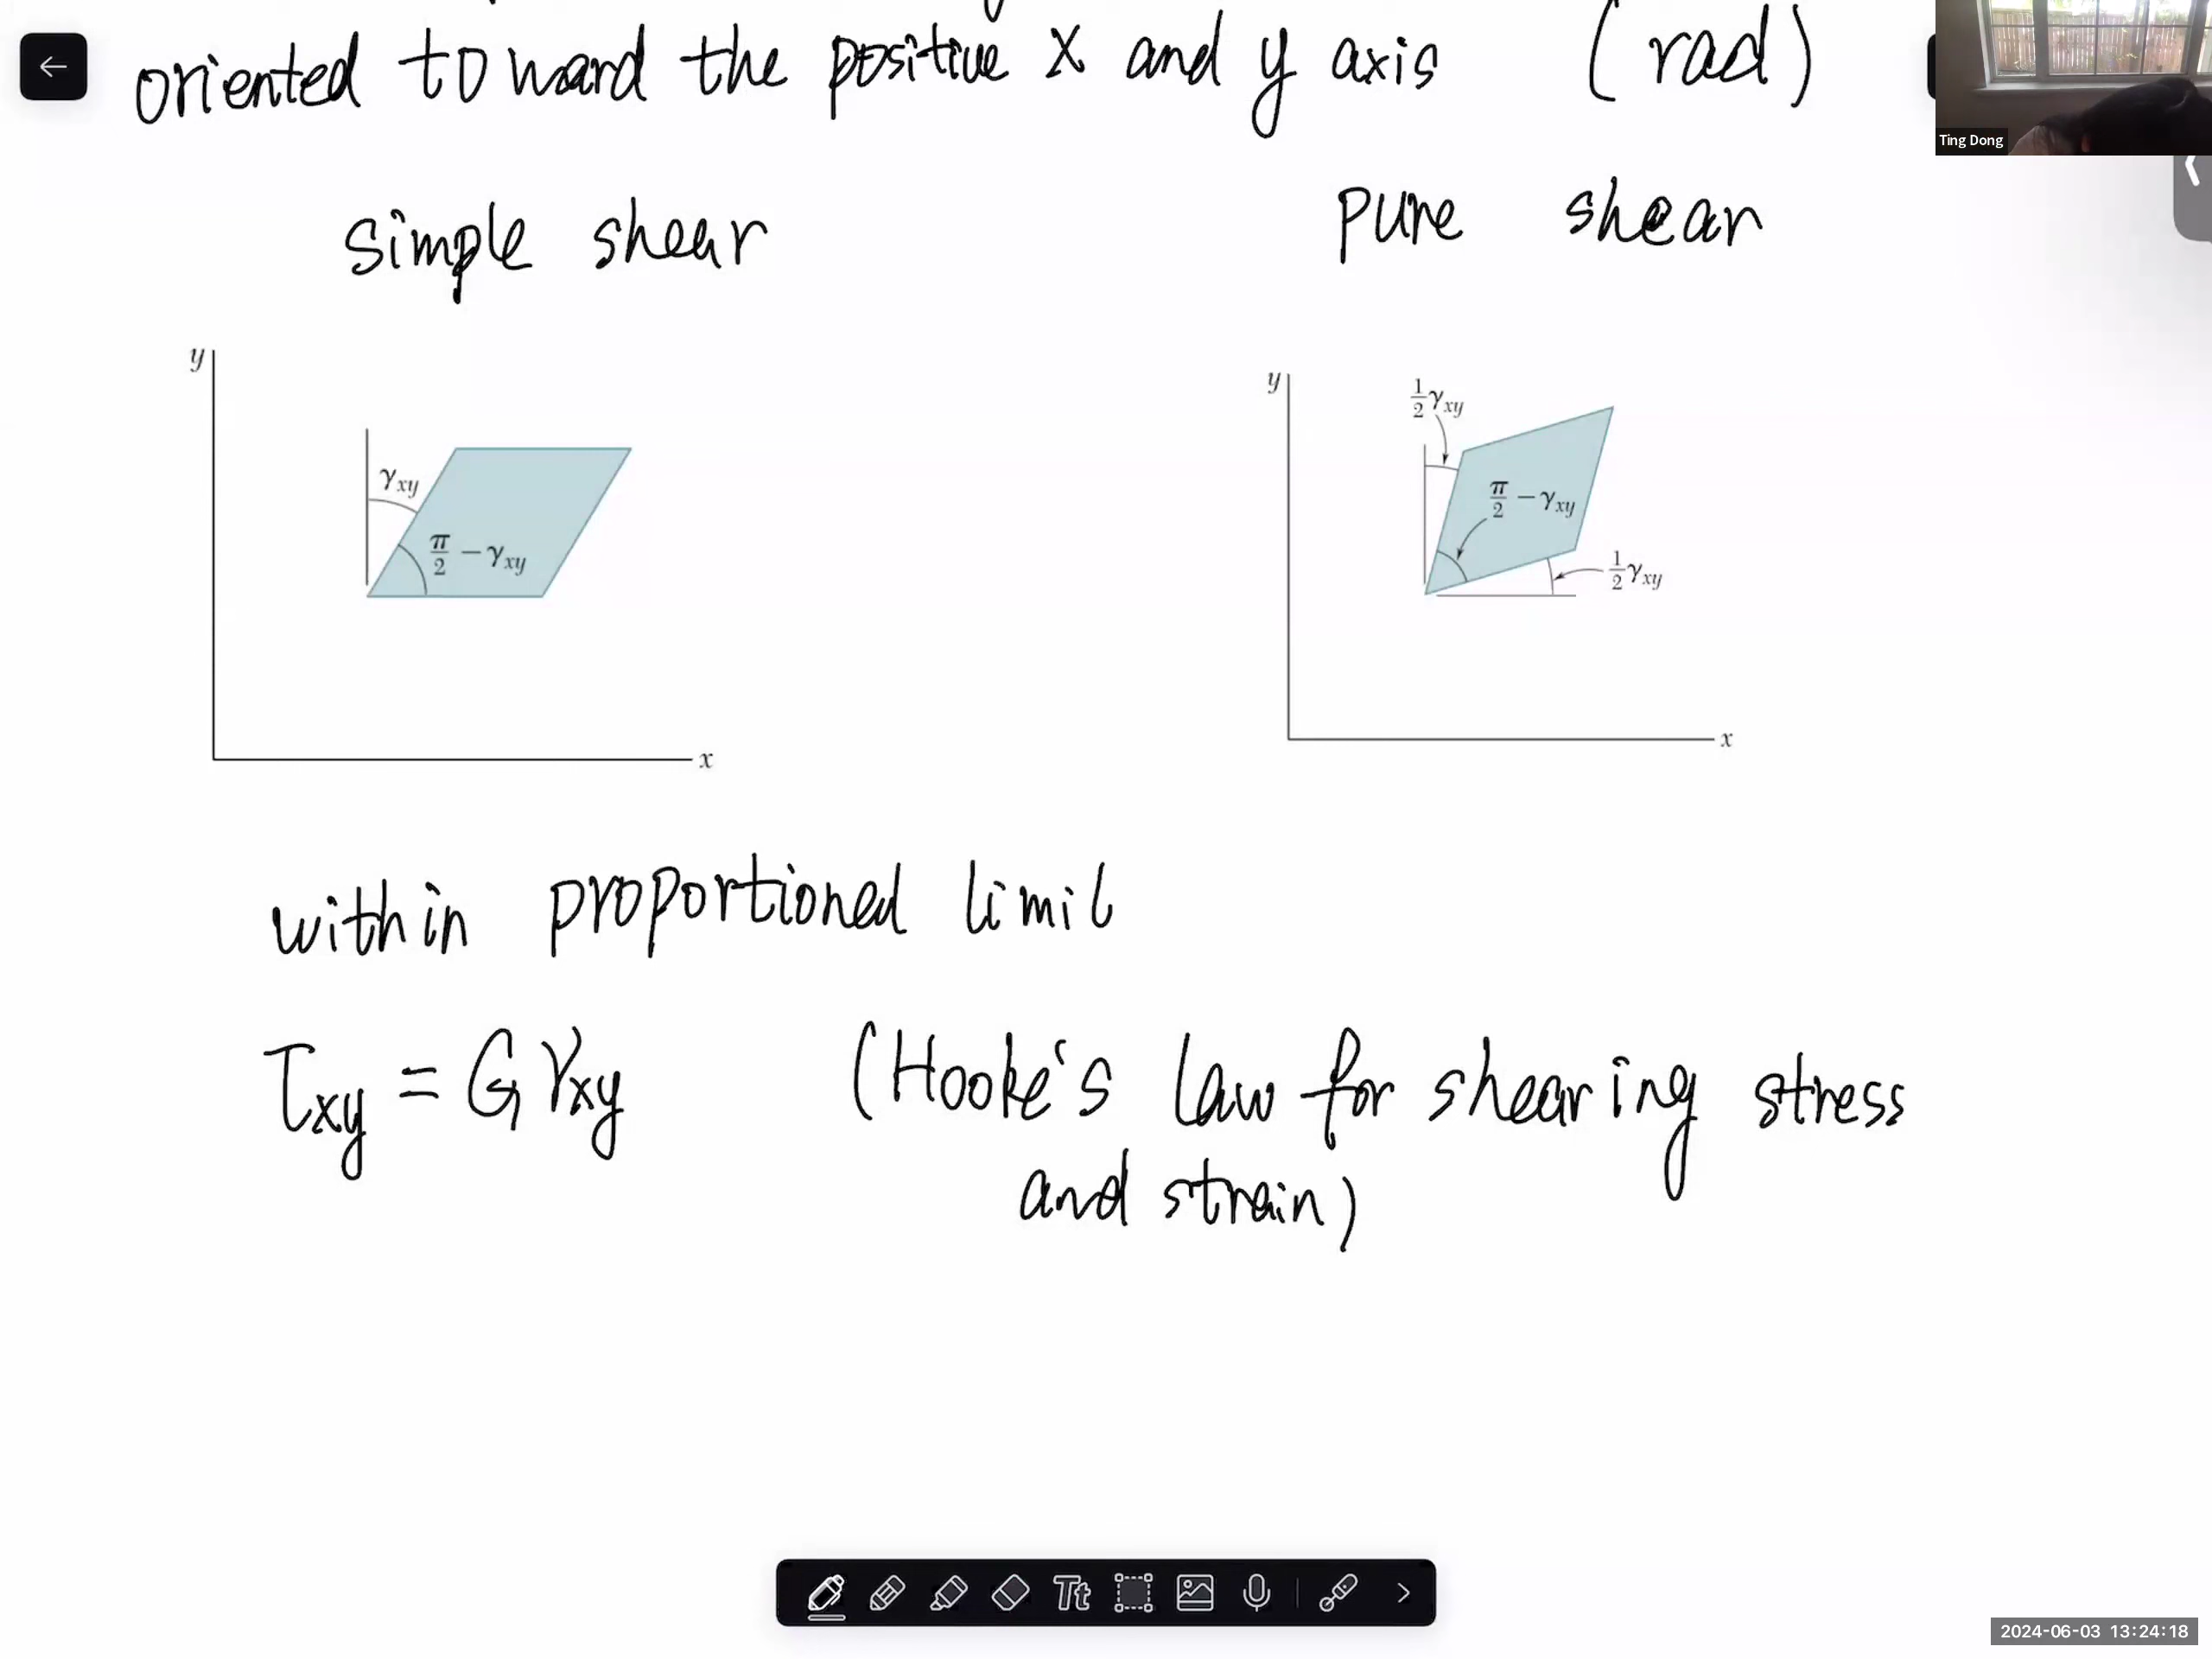 oriented toward the positive x and y axis (rad)
Ting Dong
simple shear
pure shear
y
γxy
π/2 − γxy
x
y
1/2 γxy
π/2 − γxy
1/2 γxy
x
within proportioned limit
τxy = G γxy (Hooke's law for shearing stress
and strain)
Tt
2024-06-03 13:24:18